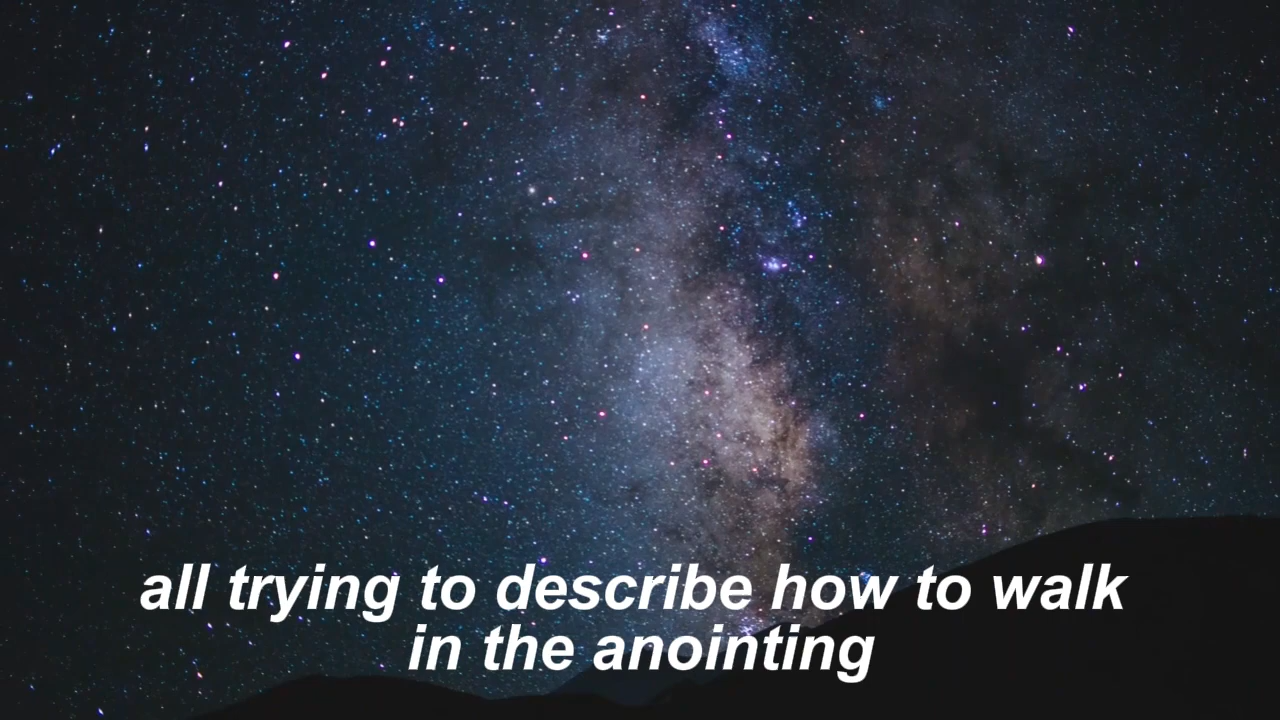 all trying to describe how to walk
in the anointing